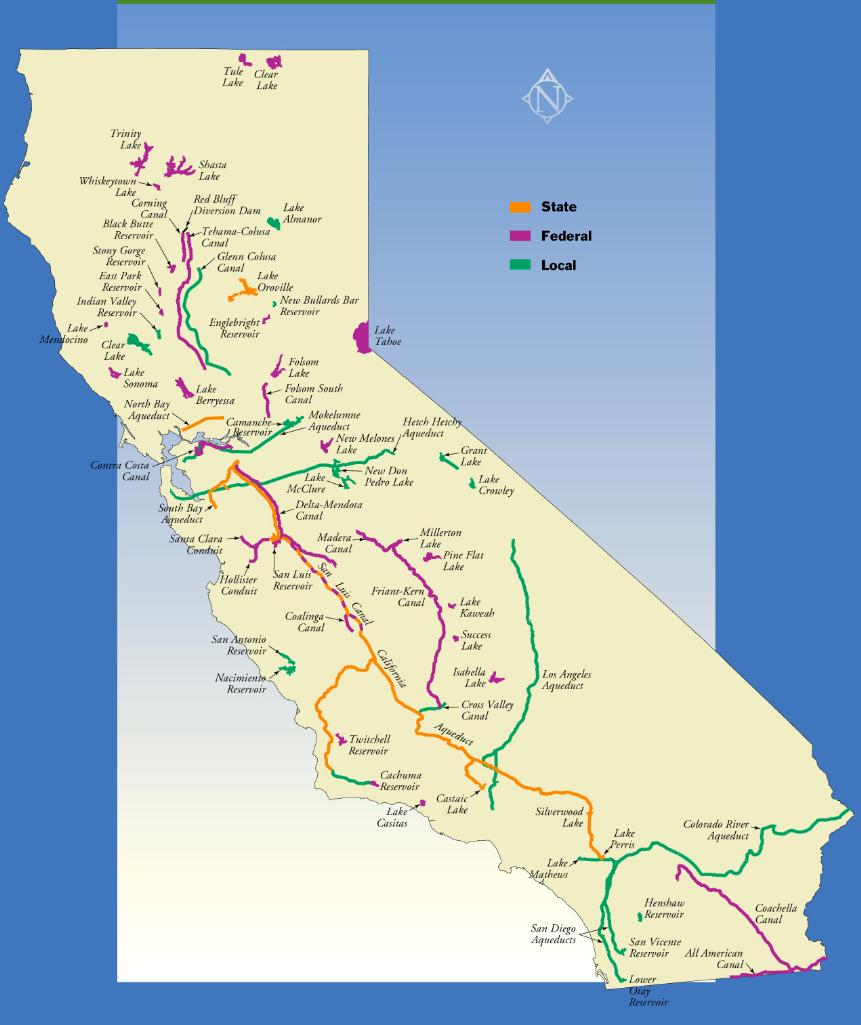 Tule
Lake
Clear
Lake
N
Trinity
Lake
Shasta
Lake
Whiskeytown
Lake
State
Federal
Local
Corning
Canal
Red Bluff
Diversion Dam
Lake
Almanor
Black Butte
Reservoir
Tehama-Colusa
Canal
Stony Gorge
Reservoir
Glenn Colusa
Canal
East Park
Reservoir
Lake
Oroville
Indian Valley
Reservoir
New Bullards Bar
Reservoir
Englebright
Reservoir
Lake
Mendocino
Lake
Tahoe
Clear
Lake
Folsom
Lake
Lake
Sonoma
Lake
Berryessa
Folsom South
Canal
North Bay
Aqueduct
Camanche
Reservoir
Mokelumne
Aqueduct
Hetch Hetchy
Aqueduct
New Melones
Lake
Grant
Lake
Contra Costa
Canal
New Don
Pedro Lake
Lake
McClure
Lake
Crowley
South Bay
Aqueduct
Delta-Mendota
Canal
Santa Clara
Conduit
Madera
Canal
Millerton
Lake
Pine Flat
Lake
Hollister
Conduit
San Luis
Reservoir
San
Luis
Canal
Friant-Kern
Canal
Lake
Kaweah
Coalinga
Canal
Success
Lake
San Antonio
Reservoir
California
Nacimiento
Reservoir
Isabella
Lake
Los Angeles
Aqueduct
Cross Valley
Canal
Aqueduct
Twitchell
Reservoir
Cachuma
Reservoir
Castaic
Lake
Lake
Casitas
Silverwood
Lake
Lake
Perris
Colorado River
Aqueduct
Lake
Mathews
Henshaw
Reservoir
Coachella
Canal
San Diego
Aqueducts
San Vicente
Reservoir
All American
Canal
Lower
Otay
Reservoir